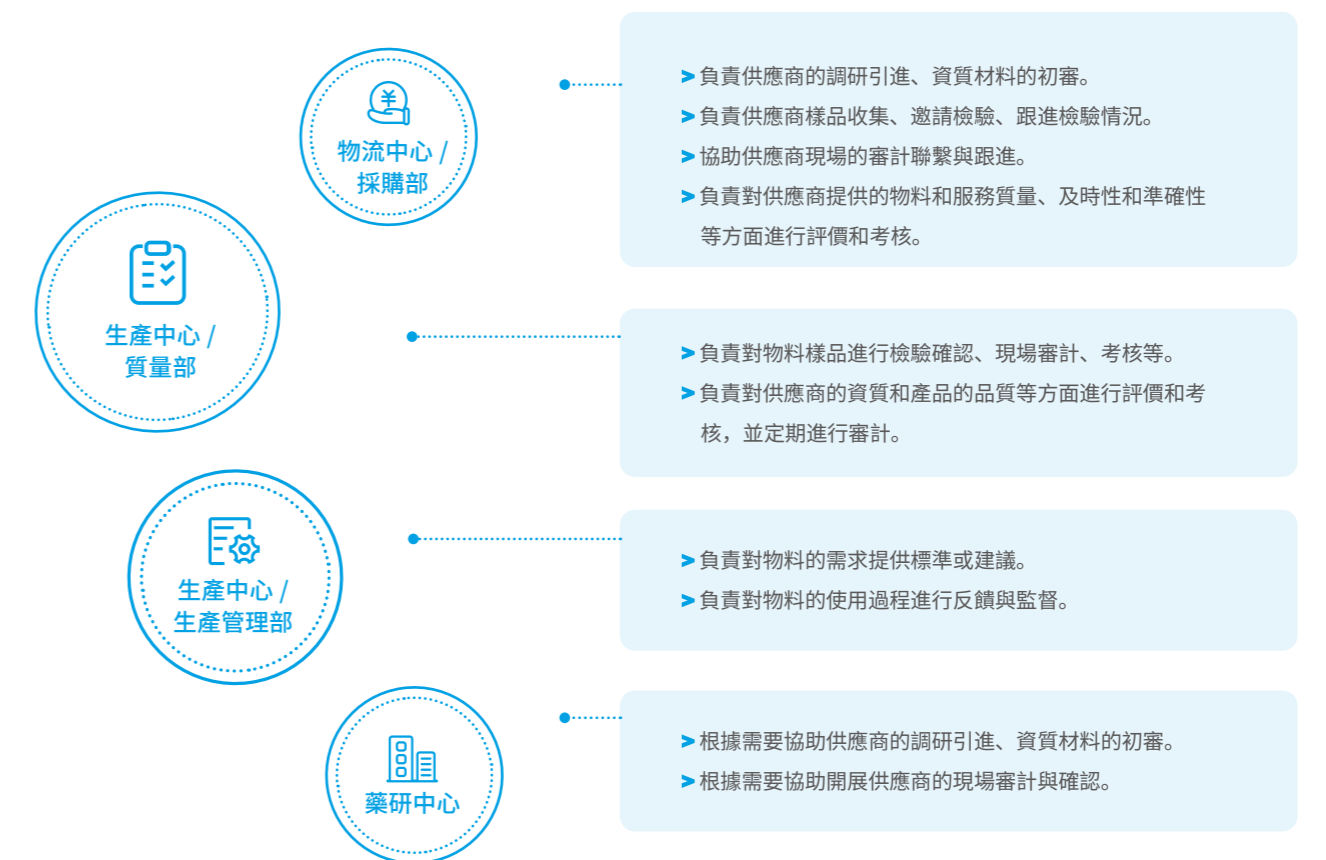 物流中心 /
採購部
> 負責供應商的調研引進、資質材料的初審。
> 負責供應商樣品收集、邀請檢驗、跟進檢驗情況。
> 協助供應商現場的審計聯繫與跟進。
> 負責對供應商提供的物料和服務質量、及時性和準確性
等方面進行評價和考核。
生產中心 /
質量部
> 負責對物料樣品進行檢驗確認、現場審計、考核等。
> 負責對供應商的資質和產品的品質等方面進行評價和考
核，並定期進行審計。
生產中心 /
生產管理部
> 負責對物料的需求提供標準或建議。
> 負責對物料的使用過程進行反饋與監督。
藥研中心
> 根據需要協助供應商的調研引進、資質材料的初審。
> 根據需要協助開展供應商的現場審計與確認。